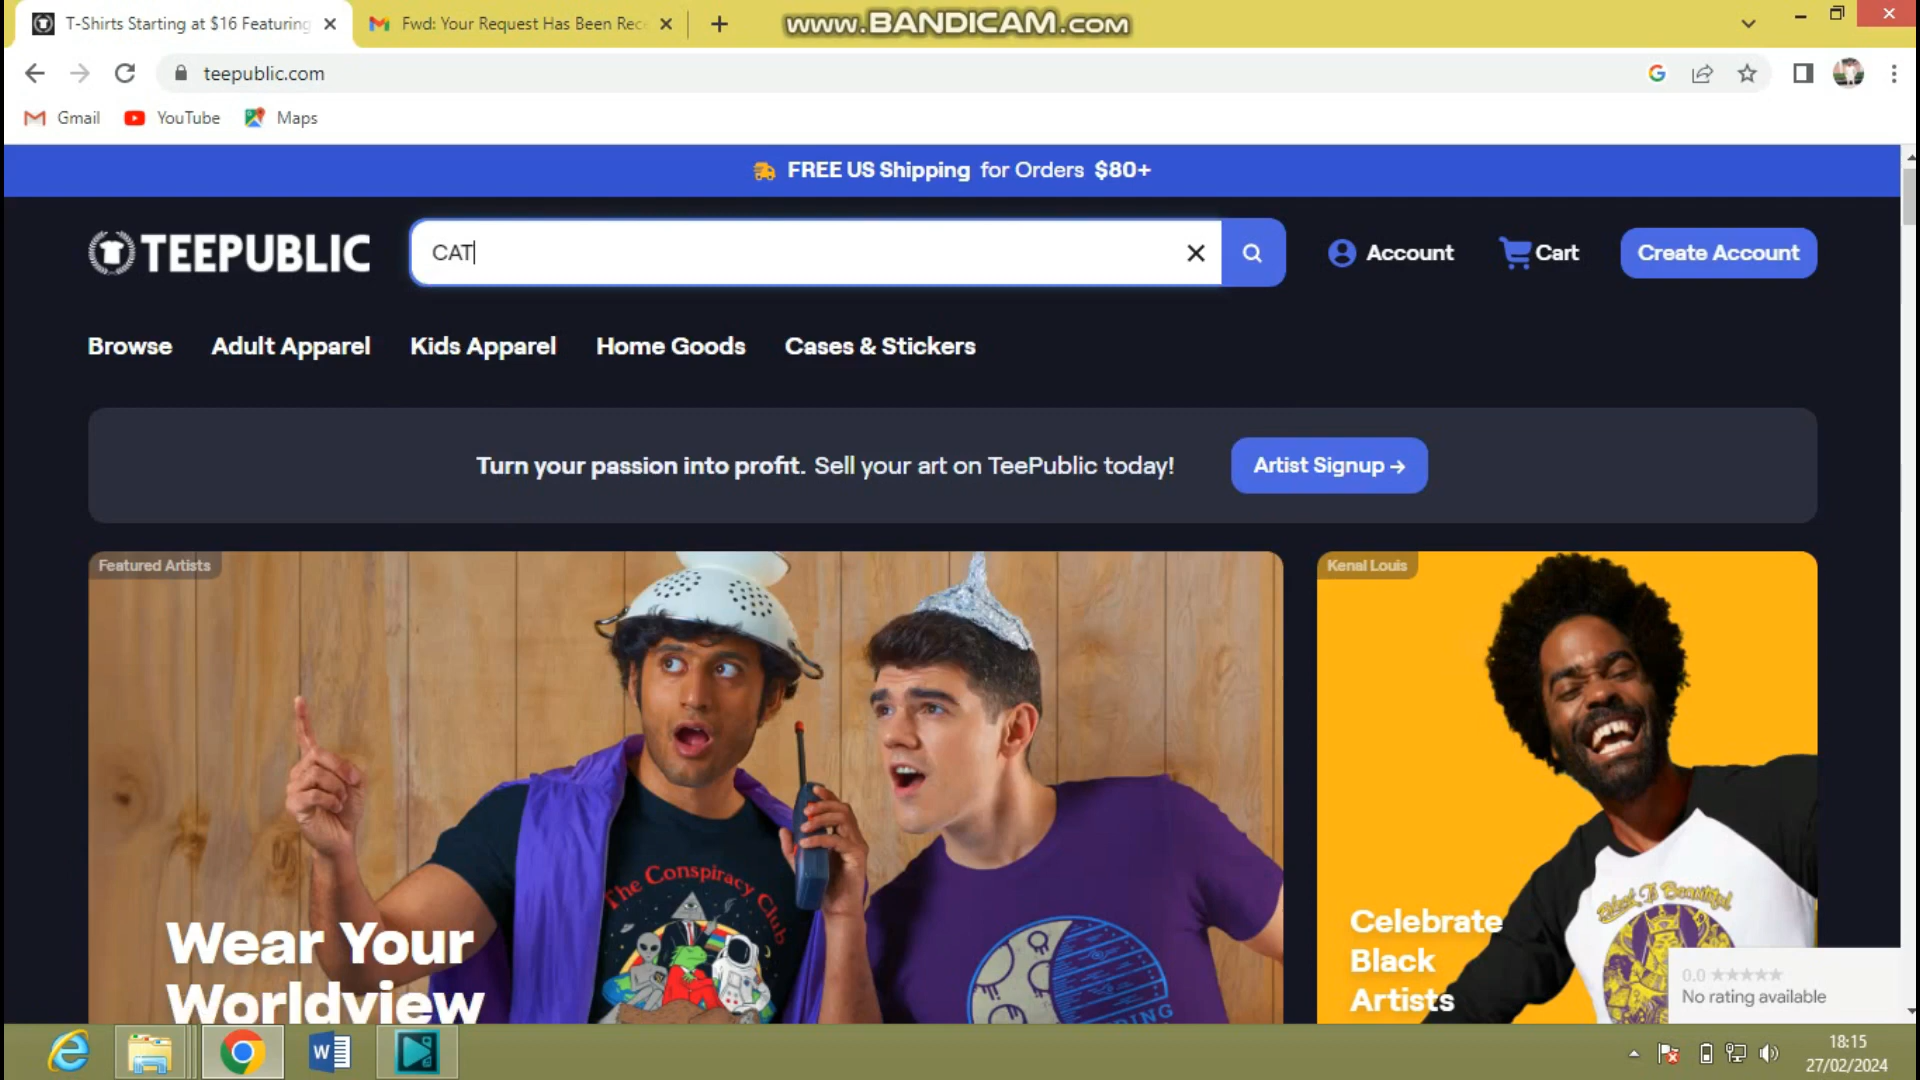 T-Shirts Starting at $16 Featuring
Fwd: Your Request Has Been Rec
www.BANDICAM.com
teepublic.com
Gmail
YouTube
Maps
FREE US Shipping for Orders $80+
TEEPUBLIC
CAT
Account
Cart
Create Account
Browse
Adult Apparel
Kids Apparel
Home Goods
Cases & Stickers
Turn your passion into profit. Sell your art on TeePublic today!
Artist Signup →
Featured Artists
Kenal Louis
The Conspiracy Club
Black Is Beautiful
Wear Your
Worldview
Celebrate
Black
Artists
0.0 ★★★★★
No rating available
18:15
27/02/2024